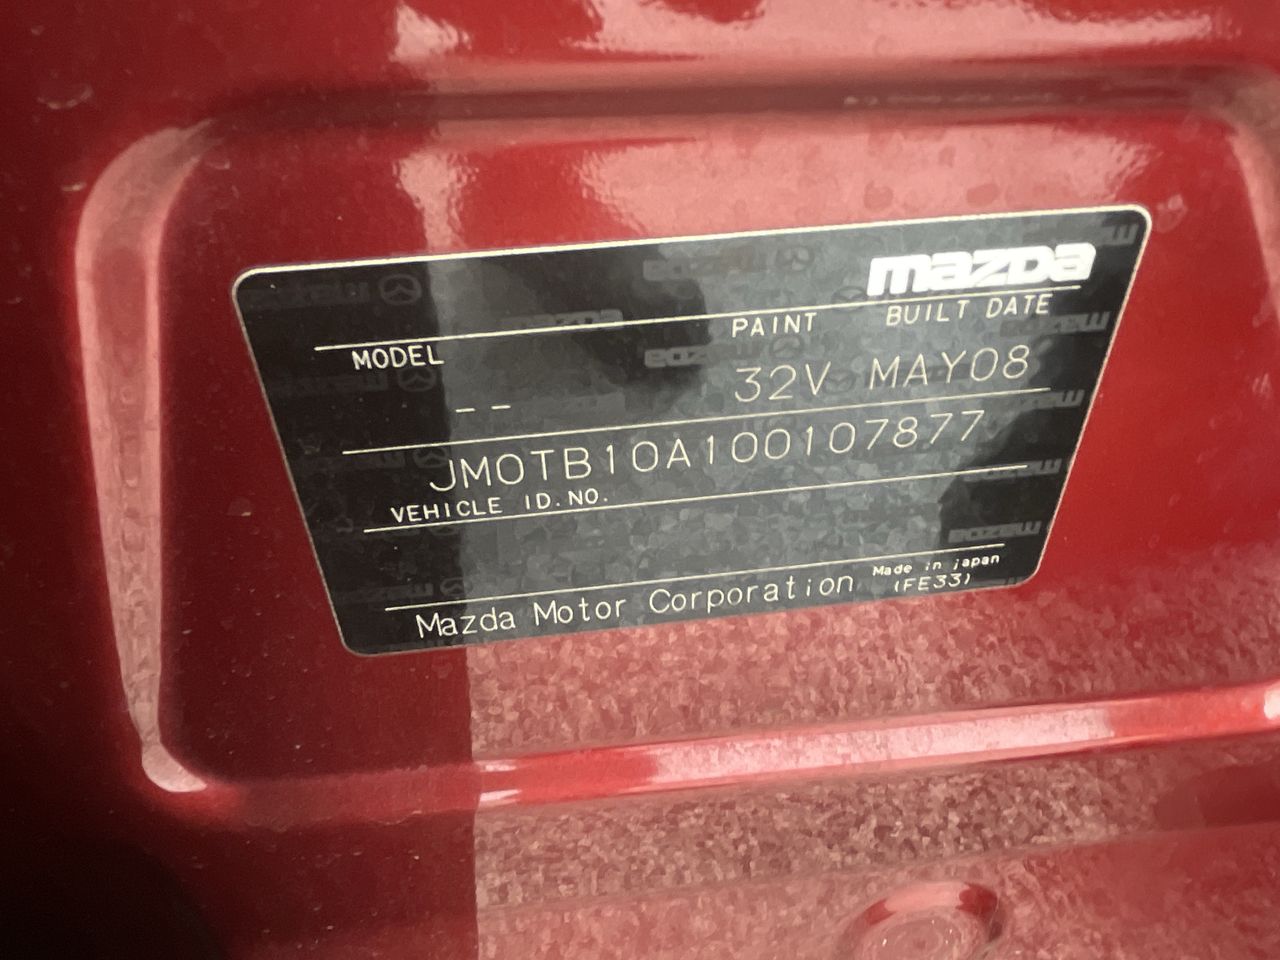 mazda
MODEL PAINT BUILT DATE
-- 32V MAY08
JM0TB10A100107877
VEHICLE ID.NO.
Mazda Motor Corporation Made in japan
(FE33)